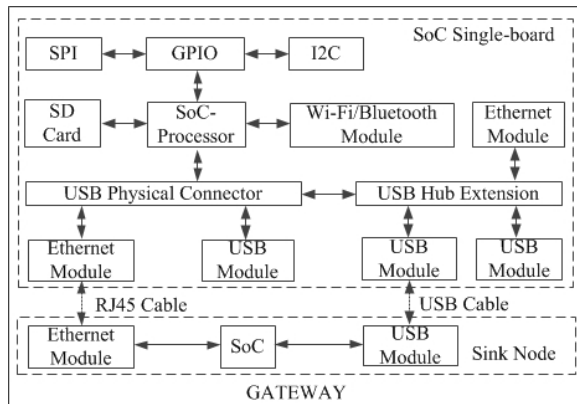 SoC Single-board
SPI
GPIO
I2C
SD
Card
SoC-
Processor
Wi-Fi/Bluetooth
Module
Ethernet
Module
USB Physical Connector
USB Hub Extension
Ethernet
Module
USB
Module
USB
Module
USB
Module
RJ45 Cable
USB Cable
Ethernet
Module
SoC
USB
Module
Sink Node
GATEWAY